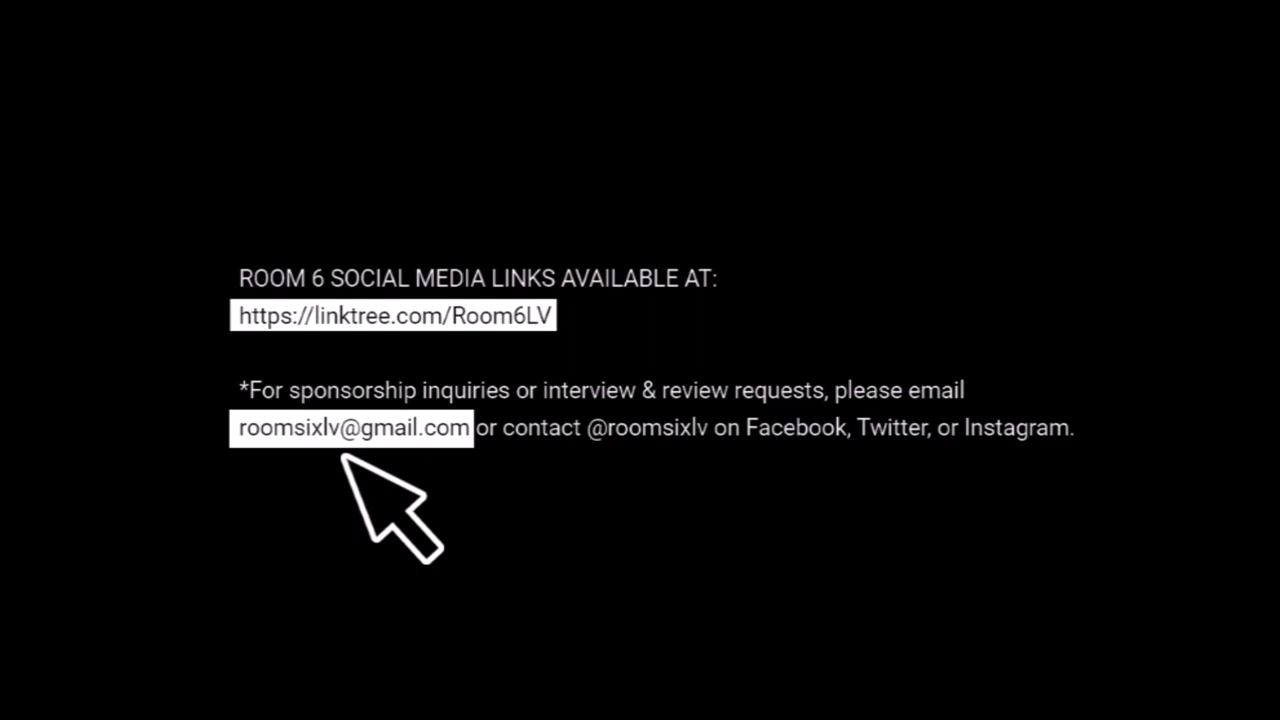 ROOM 6 SOCIAL MEDIA LINKS AVAILABLE AT:
https://linktree.com/Room6LV
*For sponsorship inquiries or interview & review requests, please email
roomsixlv@gmail.com or contact @roomsixlv on Facebook, Twitter, or Instagram.